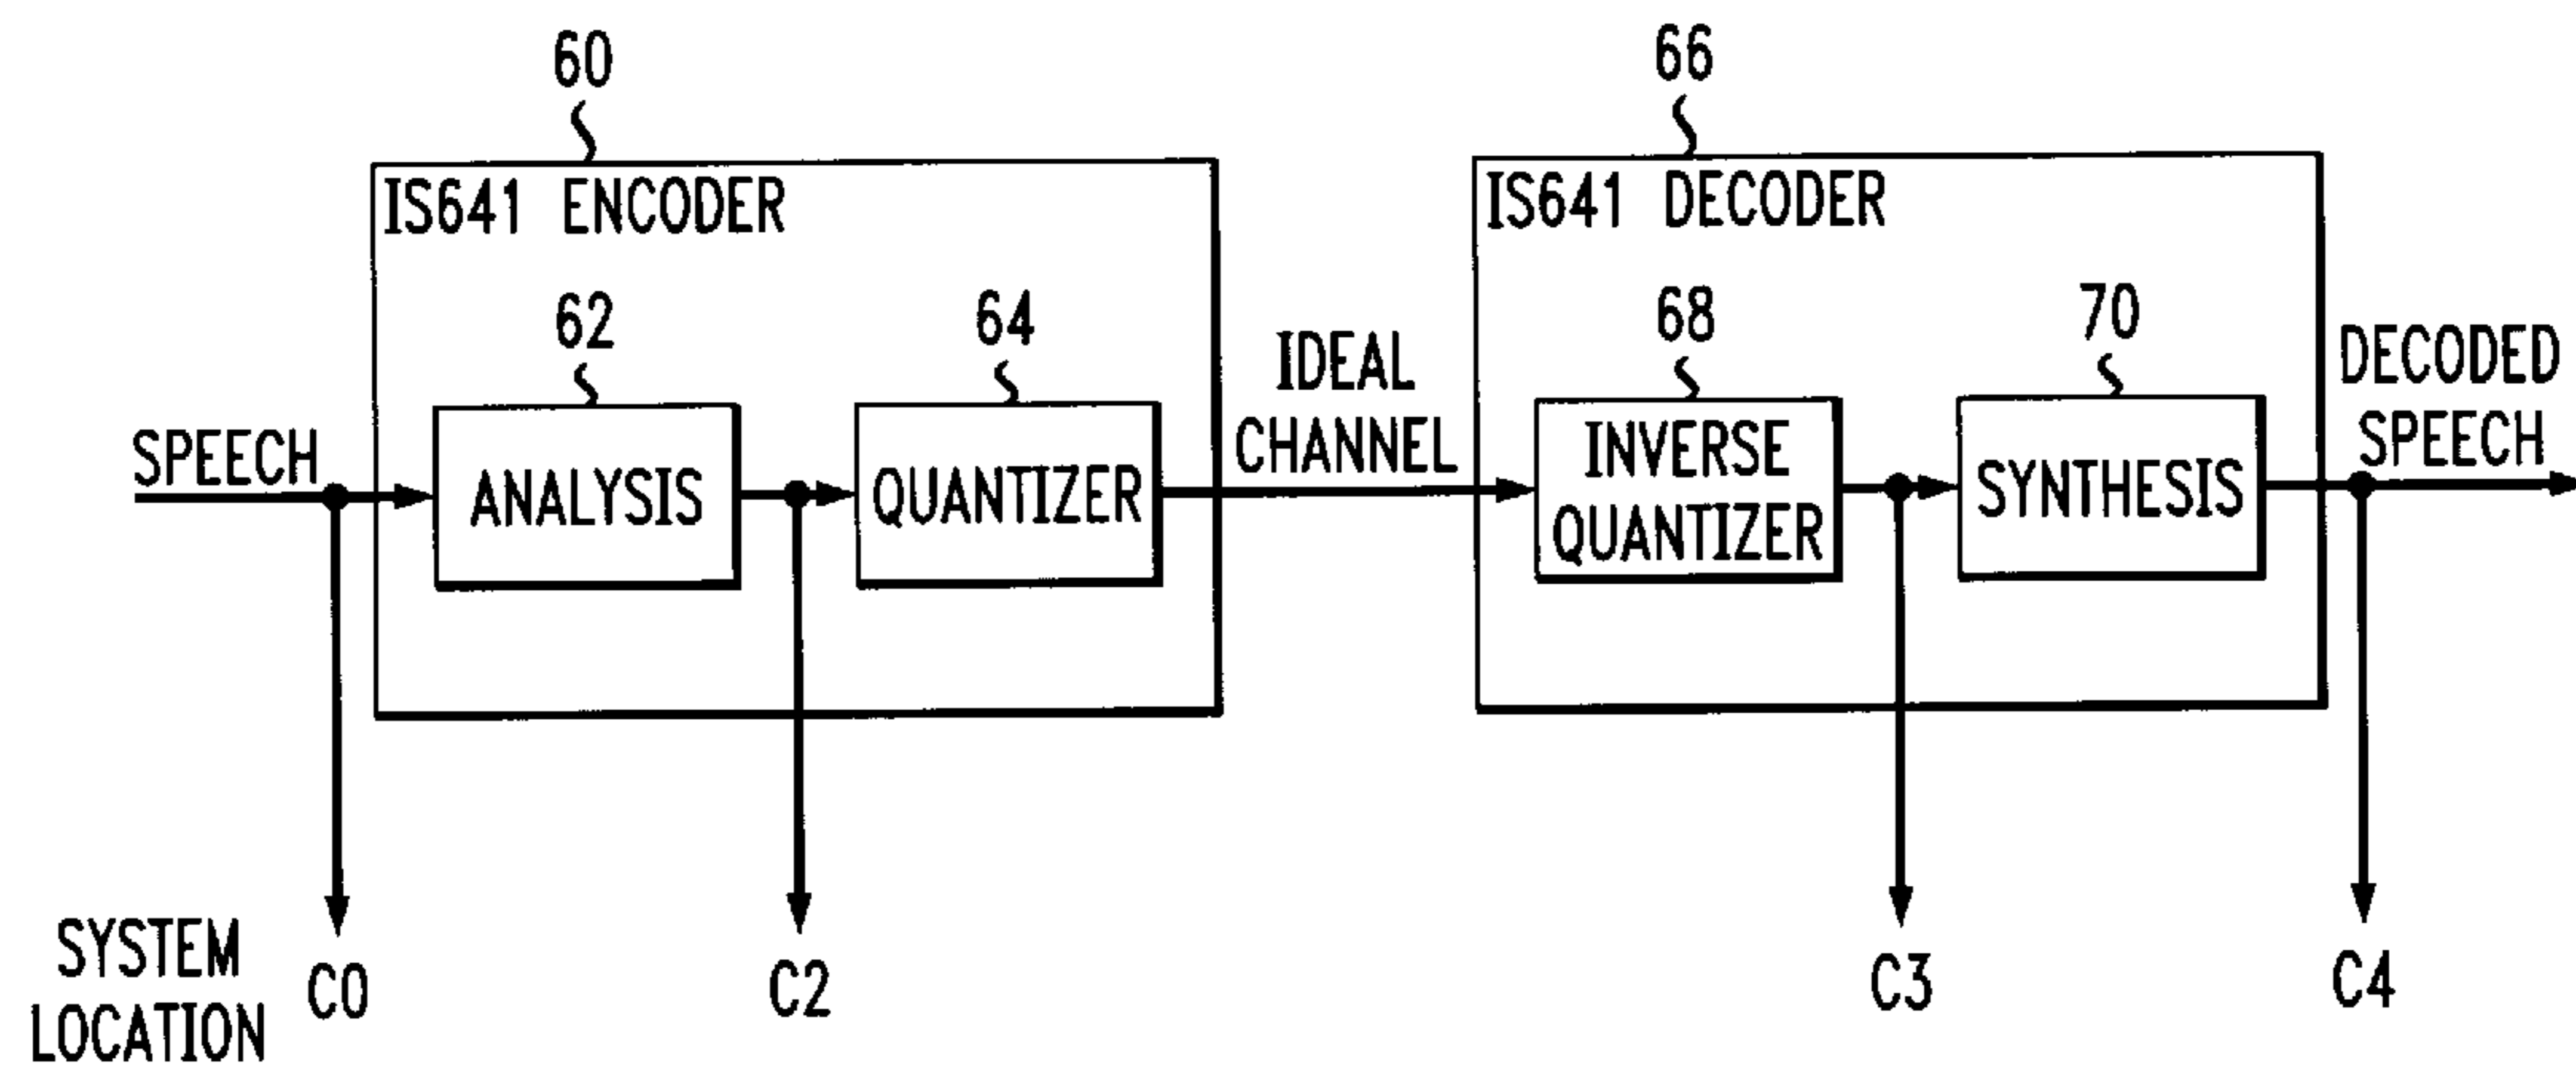 60
66
IS641 ENCODER
IS641 DECODER
62
64
68
70
IDEAL
CHANNEL
DECODED
SPEECH
SPEECH
ANALYSIS
QUANTIZER
INVERSE
QUANTIZER
SYNTHESIS
SYSTEM
LOCATION
C0
C2
C3
C4